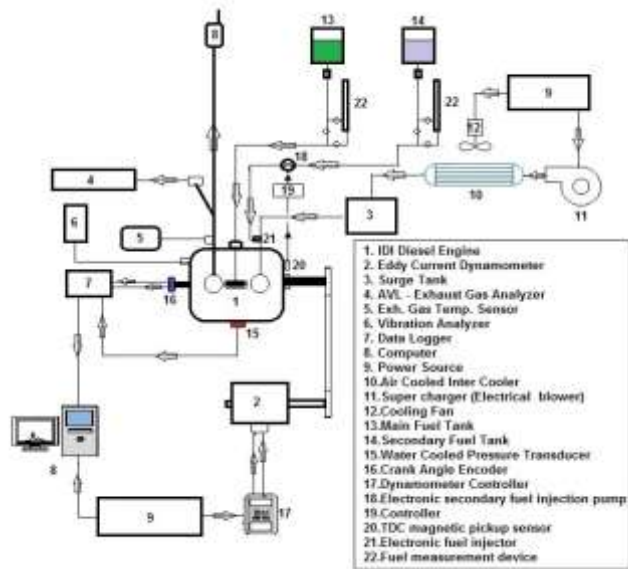 13
14
8
22
22
9
12
18
4
19
10
11
3
6
5
21
20
7
16
1
15
2
8
9
17
1. IDI Diesel Engine
2. Eddy Current Dynamometer
3. Surge Tank
4. AVL - Exhaust Gas Analyzer
5. Exh. Gas Temp. Sensor
6. Vibration Analyzer
7. Data Logger
8. Computer
9. Power Source
10.Air Cooled Inter Cooler
11.Super charger (Electrical blower)
12.Cooling Fan
13.Main Fuel Tank
14.Secondary Fuel Tank
15.Water Cooled Pressure Transducer
16.Crank Angle Encoder
17.Dynamometer Controller
18.Electronic secondary fuel injection pump
19.Controller
20.TDC magnetic pickup sensor
21.Electronic fuel injector
22.Fuel measurement device